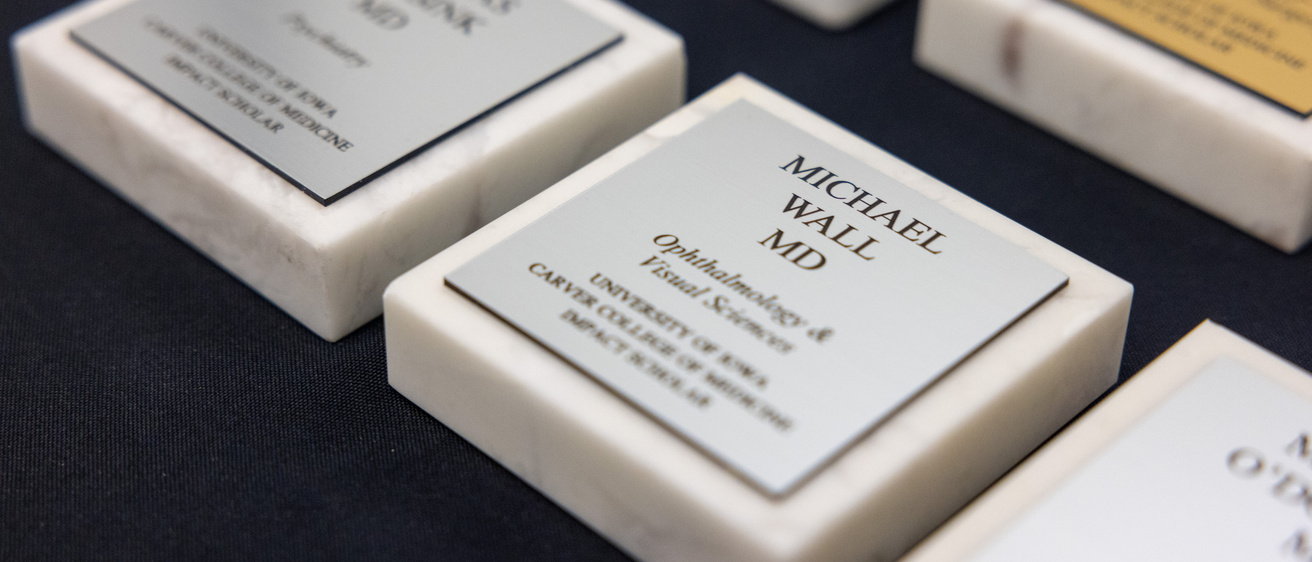 MD
Psychiatry
UNIVERSITY OF IOWA
CARVER COLLEGE OF MEDICINE
IMPACT SCHOLAR
MICHAEL
WALL
MD
Ophthalmology &
Visual Sciences
UNIVERSITY OF IOWA
CARVER COLLEGE OF MEDICINE
IMPACT SCHOLAR